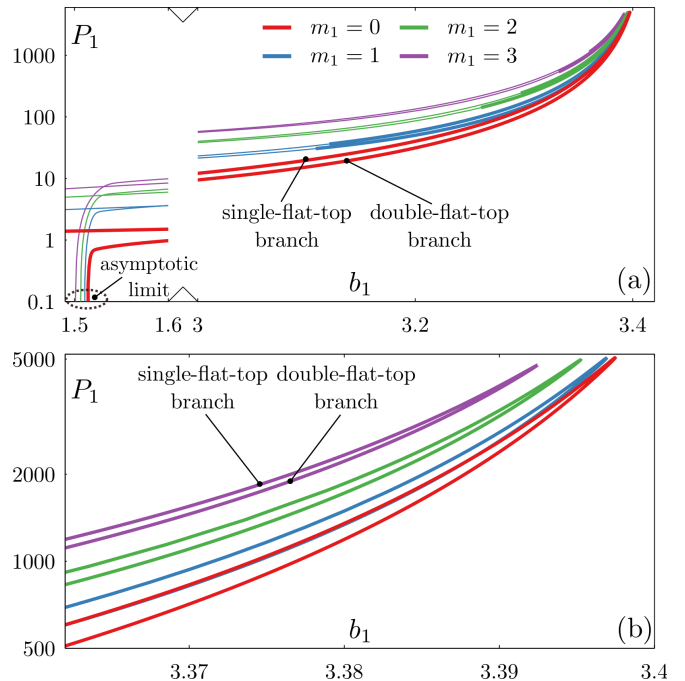 P₁
m₁ = 0
m₁ = 2
m₁ = 1
m₁ = 3
1000
100
10
1
0.1
single-flat-top
branch
double-flat-top
branch
asymptotic
limit
b₁
(a)
1.5
1.6
3
3.2
3.4
P₁
5000
2000
1000
500
single-flat-top
branch
double-flat-top
branch
b₁
(b)
3.37
3.38
3.39
3.4